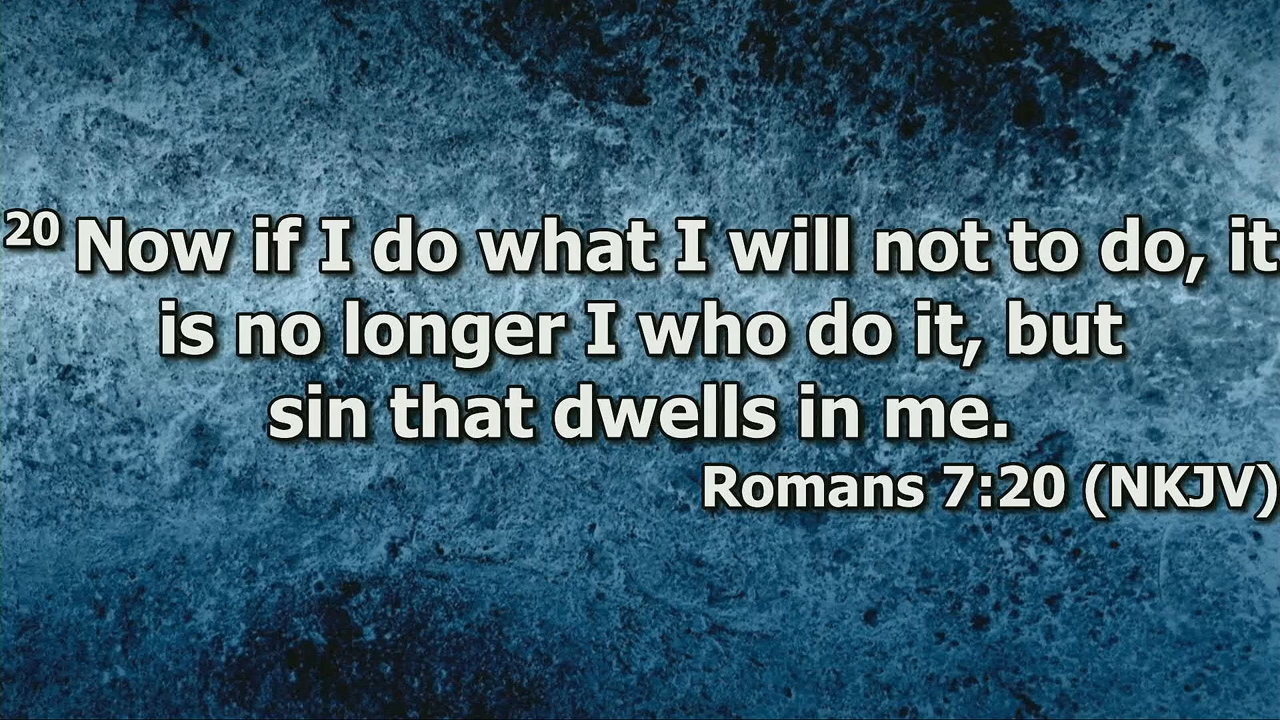 20 Now if I do what I will not to do, it
is no longer I who do it, but
sin that dwells in me.
Romans 7:20 (NKJV)